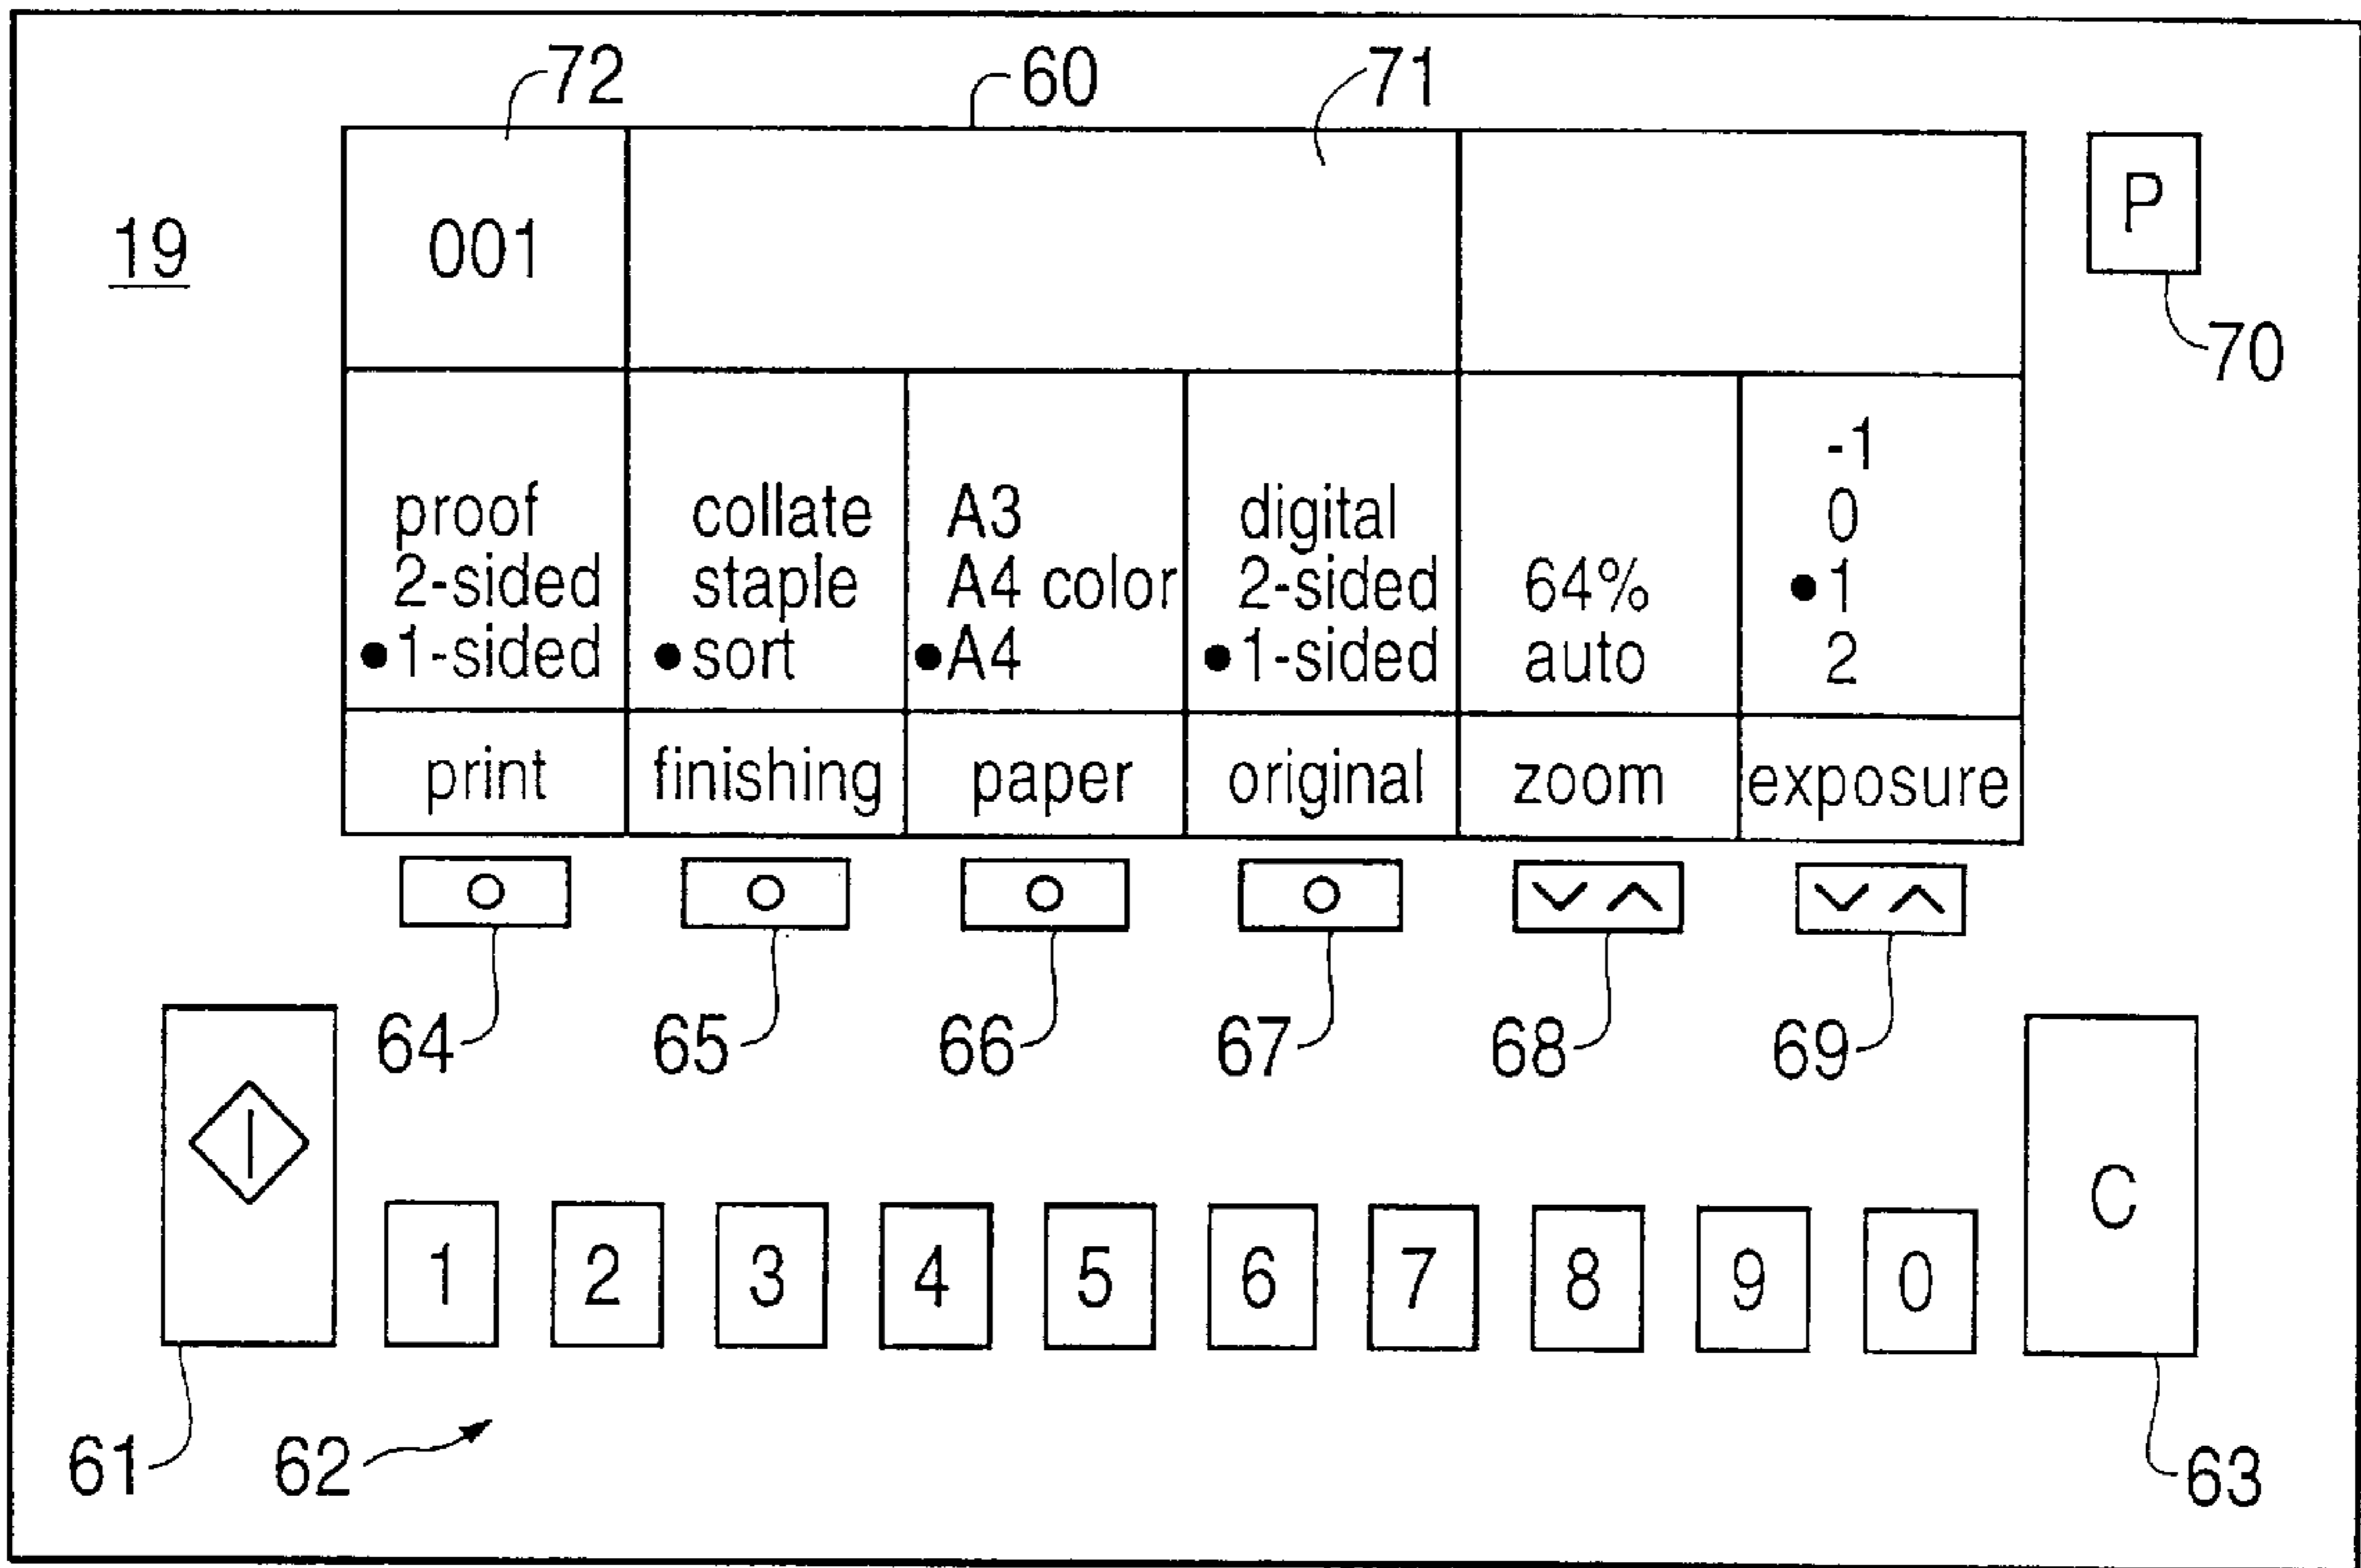 72 60 71
19 001 P
70
-1
proof collate A3 digital 0
2-sided staple A4 color 2-sided 64% •1
•1-sided •sort •A4 •1-sided auto 2
print finishing paper original zoom exposure
64 65 66 67 68 69
C
1 2 3 4 5 6 7 8 9 0
61 62 63